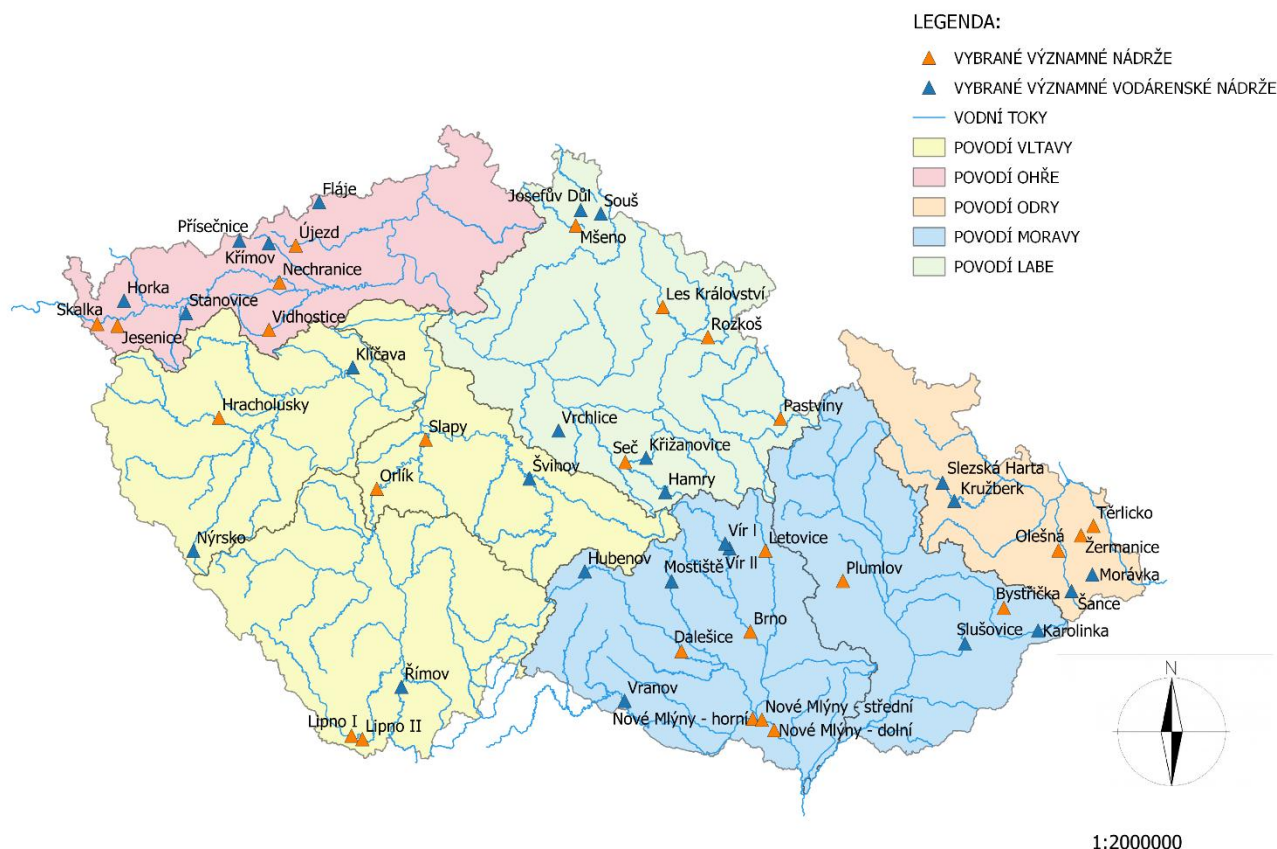 LEGENDA:
VYBRANÉ VÝZNAMNÉ NÁDRŽE
VYBRANÉ VÝZNAMNÉ VODÁRENSKÉ NÁDRŽE
VODNÍ TOKY
POVODÍ VLTAVY
POVODÍ OHŘE
POVODÍ ODRY
POVODÍ MORAVY
POVODÍ LABE
Fláje
Přísečnice
Újezd
Křímov
Nechranice
Horka
Stanovice
Skalka
Jesenice
Vidhostice
Josefův Důl
Souš
Mšeno
Les Království
Rozkoš
Klíčava
Hracholusky
Slapy
Vrchlice
Pastviny
Seč
Křižanovice
Švihov
Orlík
Hamry
Nýrsko
Slezská Harta
Kružberk
Těrlicko
Olešná
Žermanice
Morávka
Šance
Vír I
Letovice
Vír II
Hubenov
Mostiště
Plumlov
Bystřička
Karolinka
Slušovice
Brno
Dalešice
Římov
Vranov
Nové Mlýny - střední
Nové Mlýny - horní
Nové Mlýny - dolní
Lipno I
Lipno II
N
1:2000000